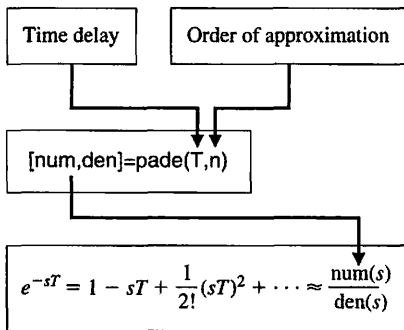 Time delay
Order of approximation
[num,den]=pade(T,n)
e^{-sT} = 1 - sT + \frac{1}{2!}(sT)^2 + \cdots \approx \frac{num(s)}{den(s)}